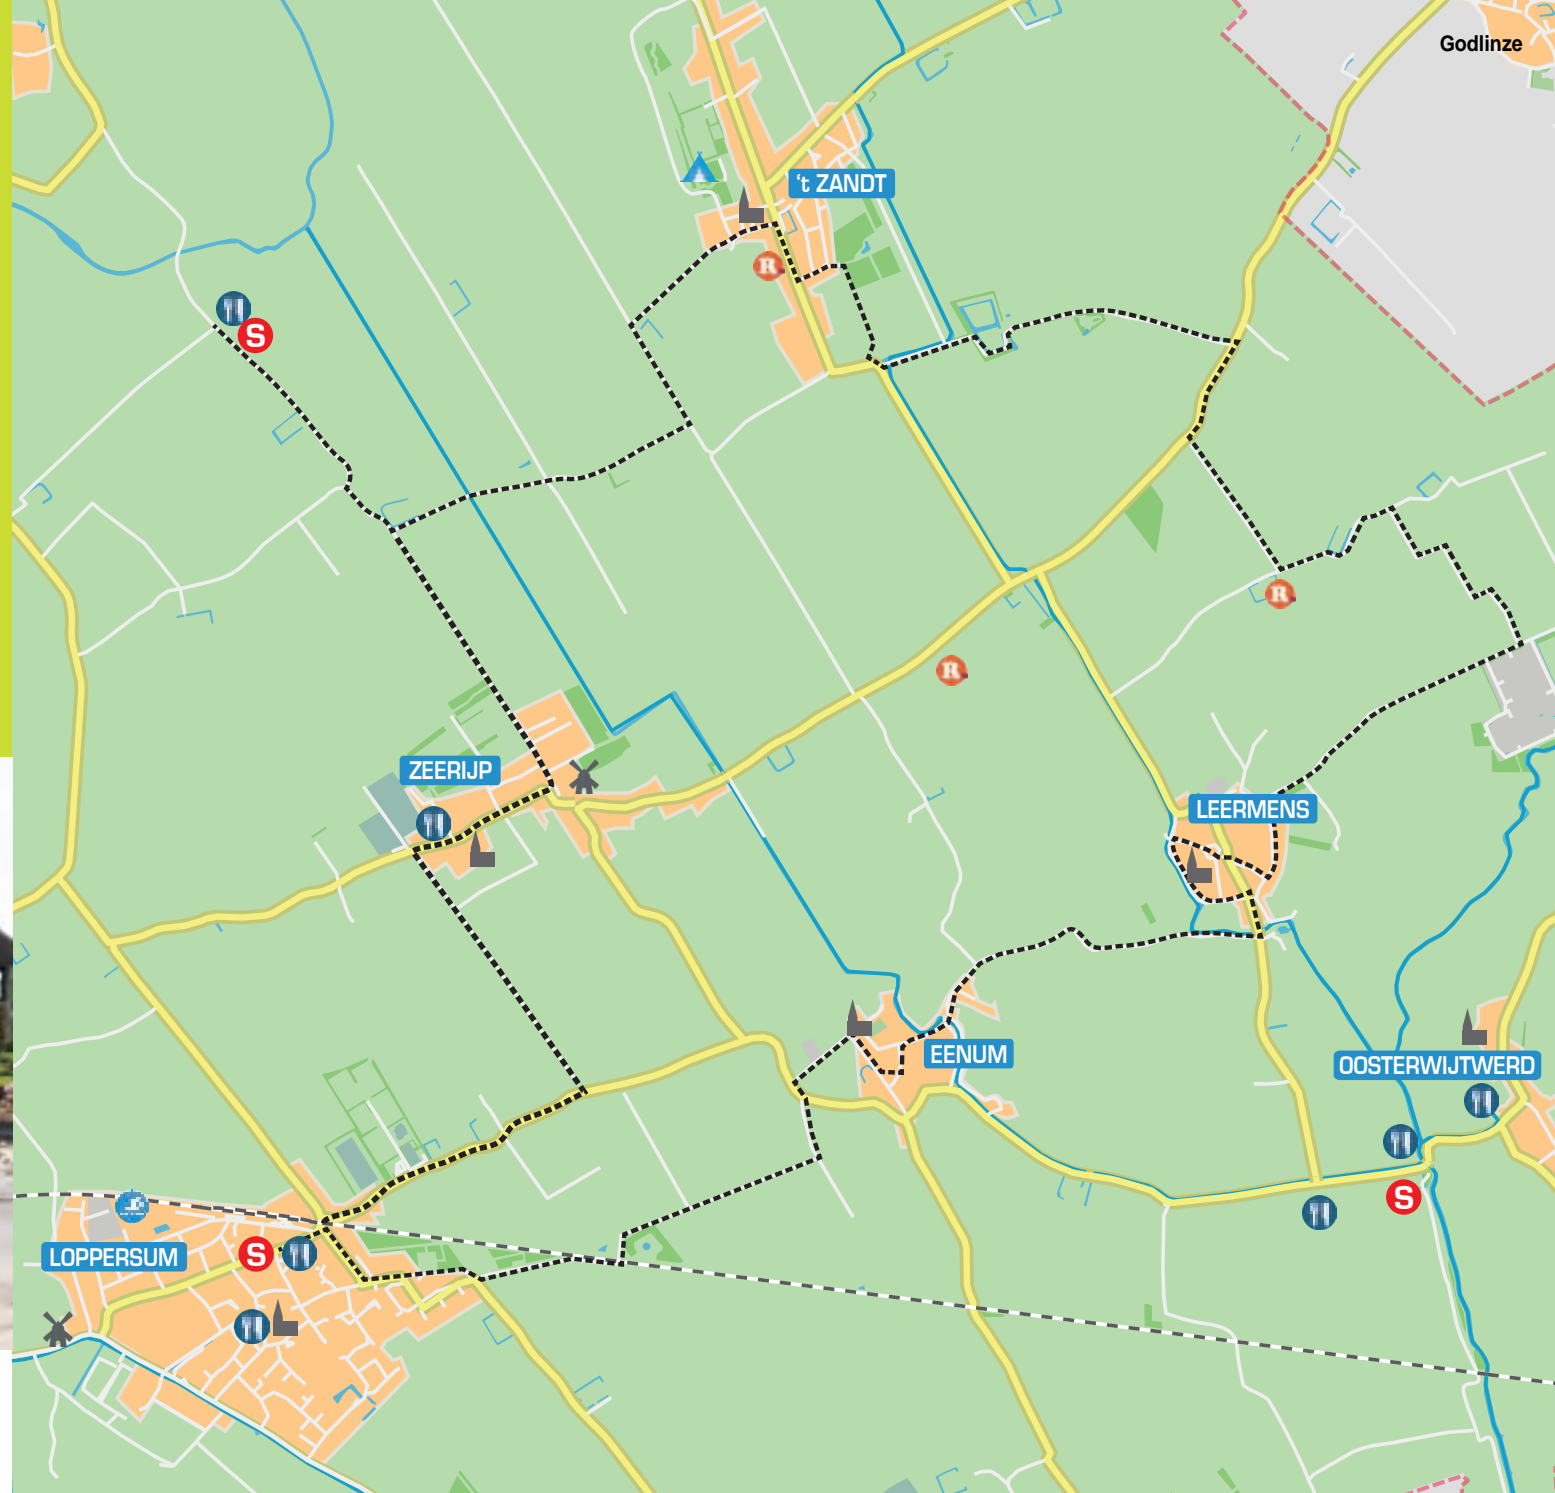 Godlinze
't ZANDT
R
S
R
R
ZEERIJP
LEERMENS
EENUM
OOSTERWIJTWERD
S
LOPPERSUM
S